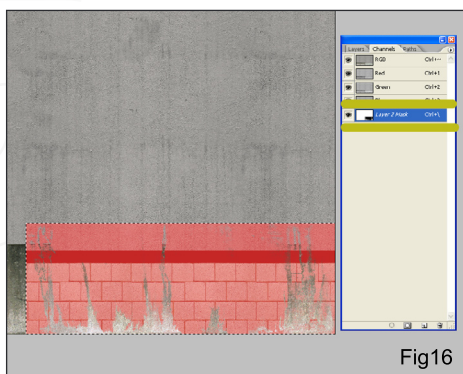 Layers Channels Paths
RGB Ctrl+~
Red Ctrl+1
Green Ctrl+2
Layer 2 Mask Ctrl+\
Fig16